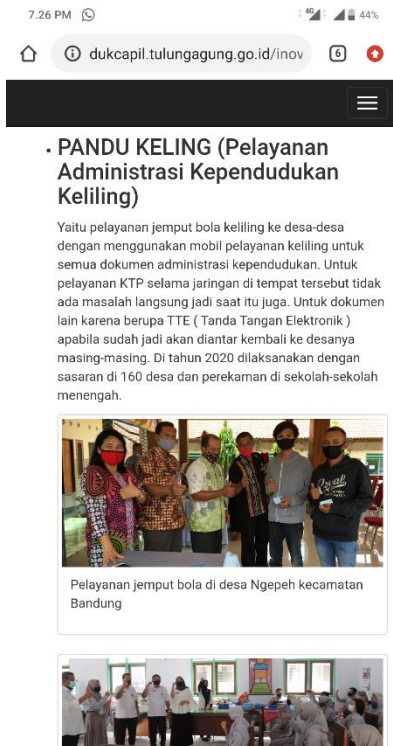 7.26 PM
4G 44%
dukcapil.tulungagung.go.id/inov
6
• PANDU KELING (Pelayanan
Administrasi Kependudukan
Keliling)
Yaitu pelayanan jemput bola keliling ke desa-desa
dengan menggunakan mobil pelayanan keliling untuk
semua dokumen administrasi kependudukan. Untuk
pelayanan KTP selama jaringan di tempat tersebut tidak
ada masalah langsung jadi saat itu juga. Untuk dokumen
lain karena berupa TTE ( Tanda Tangan Elektronik )
apabila sudah jadi akan diantar kembali ke desanya
masing-masing. Di tahun 2020 dilaksanakan dengan
sasaran di 160 desa dan perekaman di sekolah-sekolah
menengah.
Pelayanan jemput bola di desa Ngepeh kecamatan
Bandung